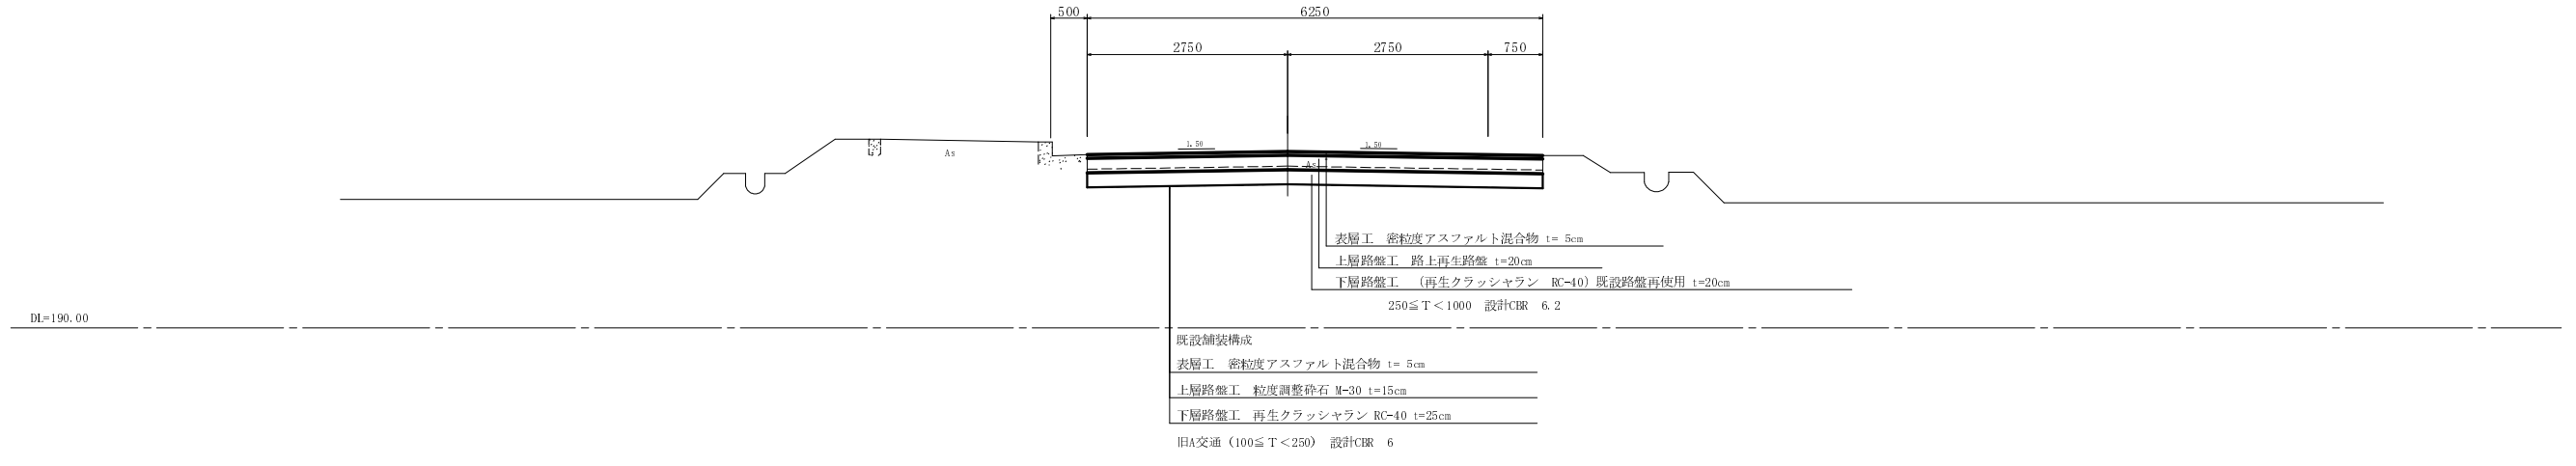 500
6250
2750
2750
750
1.50
1.50
As
As
表層工　密粒度アスファルト混合物 t= 5cm
上層路盤工　路上再生路盤 t=20cm
下層路盤工　（再生クラッシャラン　RC-40）既設路盤再使用 t=20cm
250≦Ｔ＜1000　設計CBR　6.2
DL=190.00
既設舗装構成
表層工　密粒度アスファルト混合物 t= 5cm
上層路盤工　粒度調整砕石 M-30 t=15cm
下層路盤工　再生クラッシャラン RC-40 t=25cm
旧A交通（100≦Ｔ＜250）　設計CBR　6